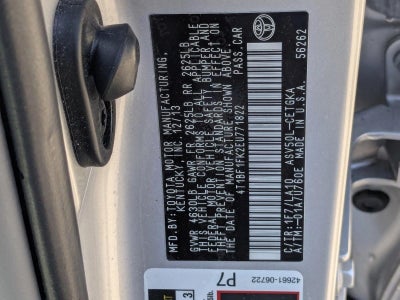 MFD. BY: TOYOTA MOTOR MANUFACTURING,
KENTUCKY, INC. 12/13
GVWR 4630LB GAWR FR 2625LB RR 2625LB
THIS VEHICLE CONFORMS TO ALL APPLICABLE
FEDERAL MOTOR VEHICLE SAFETY, BUMPER AND
THEFT PREVENTION STANDARDS IN EFFECT ON THE DATE OF
MANUFACTURE SHOWN ABOVE.
4T1BF1FK2EU771822
PASS.CAR
C/TR: 1F7/LA10 ASV50L-CETGKA
A/TM: -01A/U760E MADE IN U.S.A.
56262
42661-06722
P7